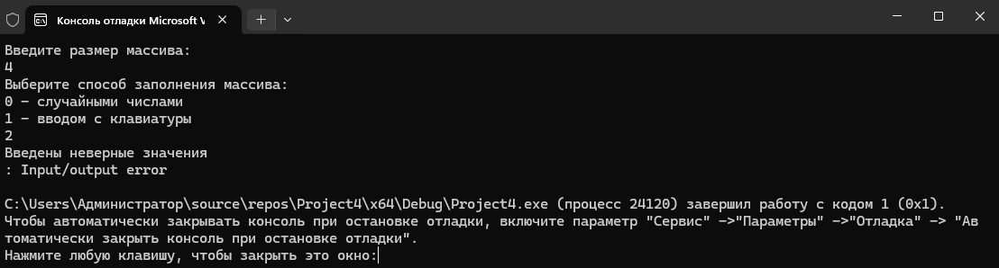 Консоль отладки Microsoft V
Введите размер массива:
4
Выберите способ заполнения массива:
0 - случайными числами
1 - вводом с клавиатуры
2
Введены неверные значения
: Input/output error
C:\Users\Администратор\source\repos\Project4\x64\Debug\Project4.exe (процесс 24120) завершил работу с кодом 1 (0x1).
Чтобы автоматически закрывать консоль при остановке отладки, включите параметр "Сервис" ->"Параметры" ->"Отладка" -> "Ав
томатически закрыть консоль при остановке отладки".
Нажмите любую клавишу, чтобы закрыть это окно: